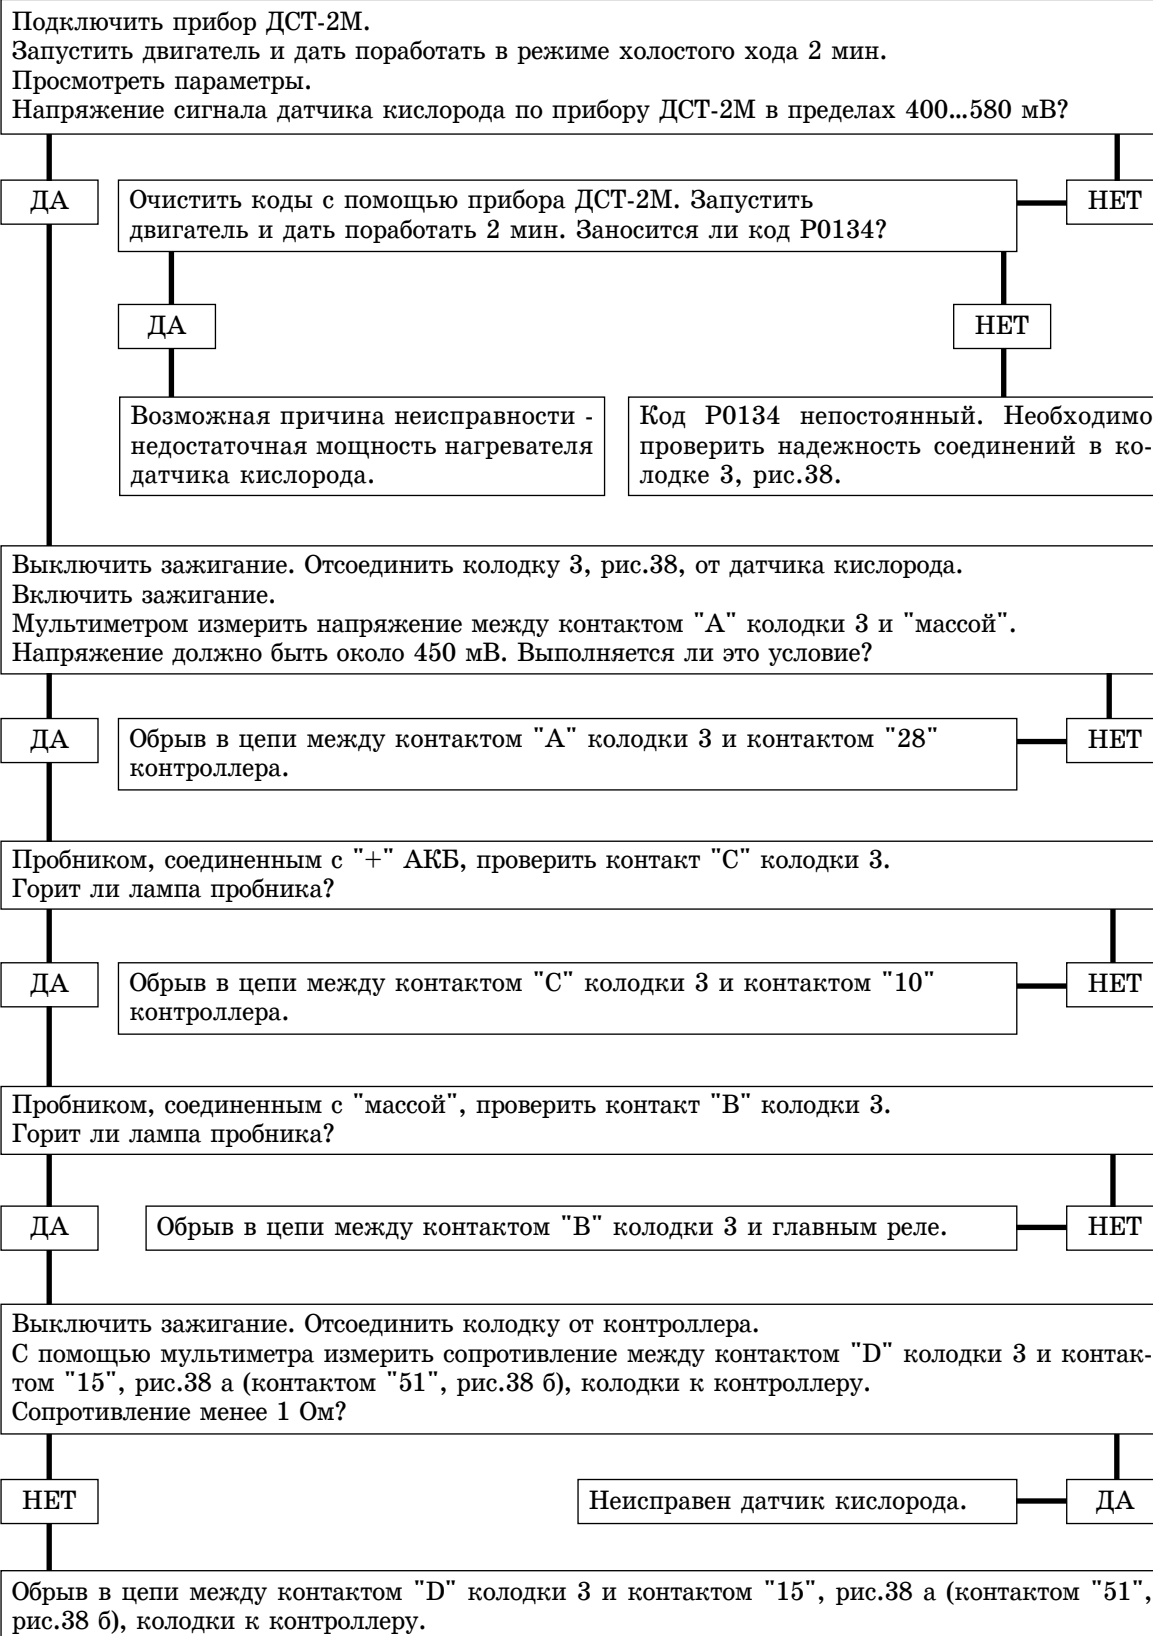 Подключить прибор ДСТ-2М.
Запустить двигатель и дать поработать в режиме холостого хода 2 мин.
Просмотреть параметры.
Напряжение сигнала датчика кислорода по прибору ДСТ-2М в пределах 400...580 мВ?
ДА
Очистить коды с помощью прибора ДСТ-2М. Запустить
двигатель и дать поработать 2 мин. Заносится ли код P0134?
НЕТ
ДА
НЕТ
Возможная причина неисправности -
недостаточная мощность нагревателя
датчика кислорода.
Код P0134 непостоянный. Необходимо
проверить надежность соединений в ко-
лодке 3, рис.38.
Выключить зажигание. Отсоединить колодку 3, рис.38, от датчика кислорода.
Включить зажигание.
Мультиметром измерить напряжение между контактом "A" колодки 3 и "массой".
Напряжение должно быть около 450 мВ. Выполняется ли это условие?
ДА
Обрыв в цепи между контактом "A" колодки 3 и контактом "28"
контроллера.
НЕТ
Пробником, соединенным с "+" АКБ, проверить контакт "C" колодки 3.
Горит ли лампа пробника?
ДА
Обрыв в цепи между контактом "C" колодки 3 и контактом "10"
контроллера.
НЕТ
Пробником, соединенным с "массой", проверить контакт "B" колодки 3.
Горит ли лампа пробника?
ДА
Обрыв в цепи между контактом "B" колодки 3 и главным реле.
НЕТ
Выключить зажигание. Отсоединить колодку от контроллера.
С помощью мультиметра измерить сопротивление между контактом "D" колодки 3 и контак-
том "15", рис.38 а (контактом "51", рис.38 б), колодки к контроллеру.
Сопротивление менее 1 Ом?
НЕТ
Неисправен датчик кислорода.
ДА
Обрыв в цепи между контактом "D" колодки 3 и контактом "15", рис.38 а (контактом "51",
рис.38 б), колодки к контроллеру.